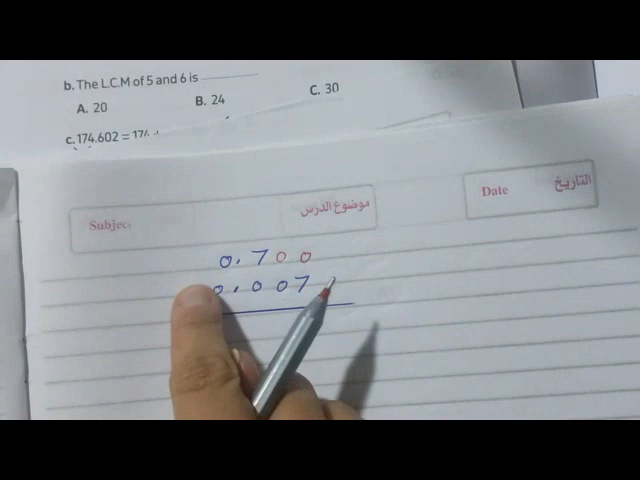 b. The L.C.M of 5 and 6 is
A. 20 B. 24 C. 30
c. 174.602 = 174
Subject موضوع الدرس Date التاريخ
0.700
0.007